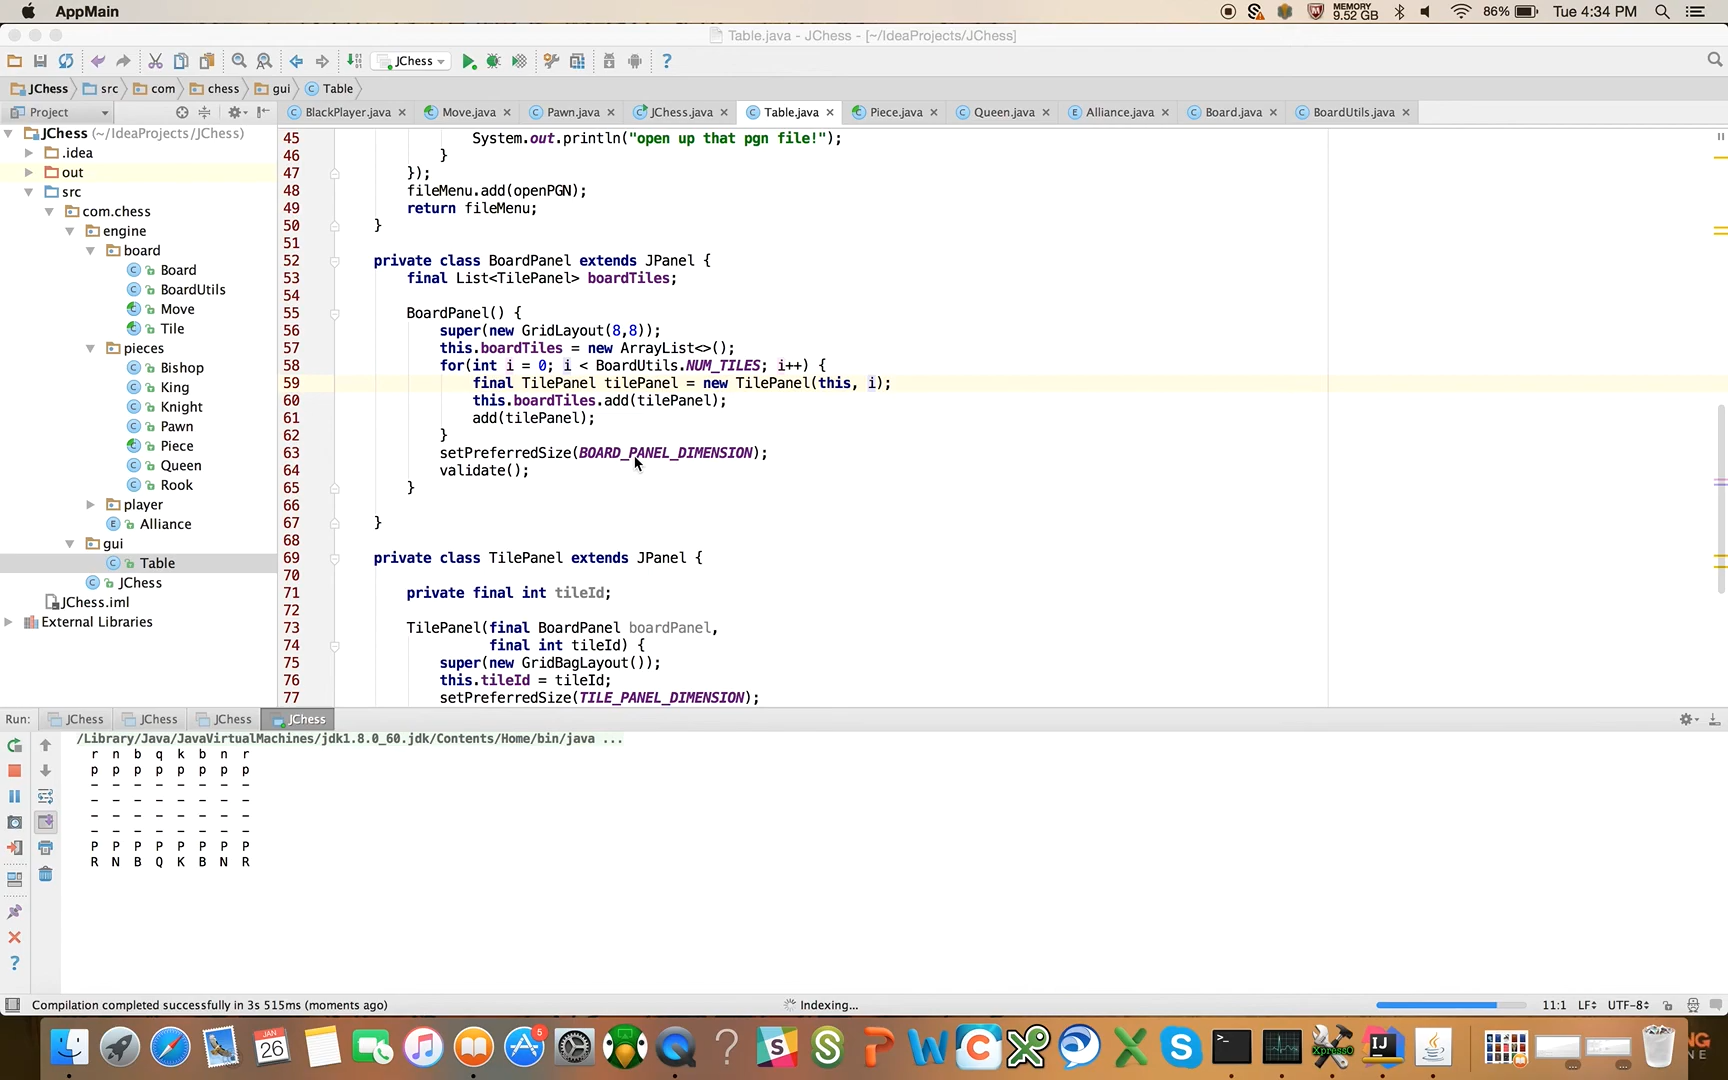 AppMain
MEMORY
9.52 GB
86%
Tue 4:34 PM
Table.java - JChess - [~/IdeaProjects/JChess]
JChess
JChess
src
com
chess
gui
Table
Project
BlackPlayer.java
Move.java
Pawn.java
JChess.java
Table.java
Piece.java
Queen.java
Alliance.java
Board.java
BoardUtils.java
JChess (~/IdeaProjects/JChess)
.idea
out
src
com.chess
engine
board
Board
BoardUtils
Move
Tile
pieces
Bishop
King
Knight
Pawn
Piece
Queen
Rook
player
Alliance
gui
Table
JChess
JChess.iml
External Libraries
45 System.out.println("open up that pgn file!");
46 }
47 });
48 fileMenu.add(openPGN);
49 return fileMenu;
50 }
51
52 private class BoardPanel extends JPanel {
53 final List<TilePanel> boardTiles;
54
55 BoardPanel() {
56 super(new GridLayout(8,8));
57 this.boardTiles = new ArrayList<>();
58 for(int i = 0; i < BoardUtils.NUM_TILES; i++) {
59 final TilePanel tilePanel = new TilePanel(this, i);
60 this.boardTiles.add(tilePanel);
61 add(tilePanel);
62 }
63 setPreferredSize(BOARD_PANEL_DIMENSION);
64 validate();
65 }
66
67 }
68
69 private class TilePanel extends JPanel {
70
71 private final int tileId;
72
73 TilePanel(final BoardPanel boardPanel,
74 final int tileId) {
75 super(new GridBagLayout());
76 this.tileId = tileId;
77 setPreferredSize(TILE_PANEL_DIMENSION);
Run: JChess JChess JChess JChess
/Library/Java/JavaVirtualMachines/jdk1.8.0_60.jdk/Contents/Home/bin/java ...
r n b q k b n r
p p p p p p p p
- - - - - - - -
- - - - - - - -
- - - - - - - -
- - - - - - - -
P P P P P P P P
R N B Q K B N R
Compilation completed successfully in 3s 515ms (moments ago)
Indexing...
11:1 LF UTF-8
JAN
26
5